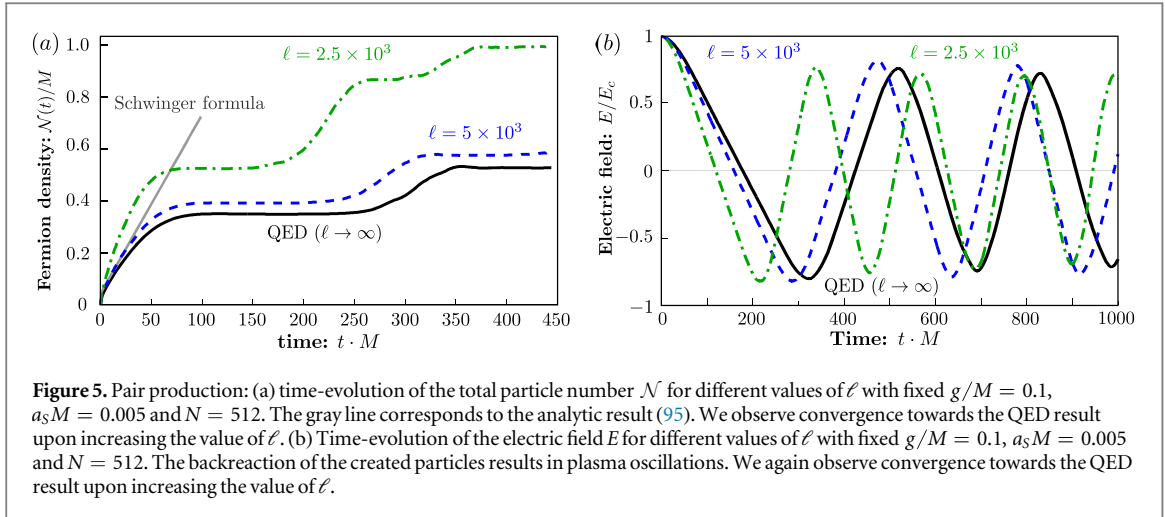 (a)
1.0
0.8
0.6
0.4
0.2
0
Fermion density: 𝒩(t)/M
ℓ = 2.5 × 10³
Schwinger formula
ℓ = 5 × 10³
QED (ℓ → ∞)
0 50 100 150 200 250 300 350 400 450
time: t · M
(b)
1
0.5
0
−0.5
−1
Electric field: E/E_c
ℓ = 5 × 10³
ℓ = 2.5 × 10³
QED (ℓ → ∞)
0 200 400 600 800 1000
Time: t · M
Figure 5. Pair production: (a) time-evolution of the total particle number 𝒩 for different values of ℓ with fixed g/M = 0.1,
a_S M = 0.005 and N = 512. The gray line corresponds to the analytic result (95). We observe convergence towards the QED result
upon increasing the value of ℓ. (b) Time-evolution of the electric field E for different values of ℓ with fixed g/M = 0.1, a_S M = 0.005
and N = 512. The backreaction of the created particles results in plasma oscillations. We again observe convergence towards the QED
result upon increasing the value of ℓ.